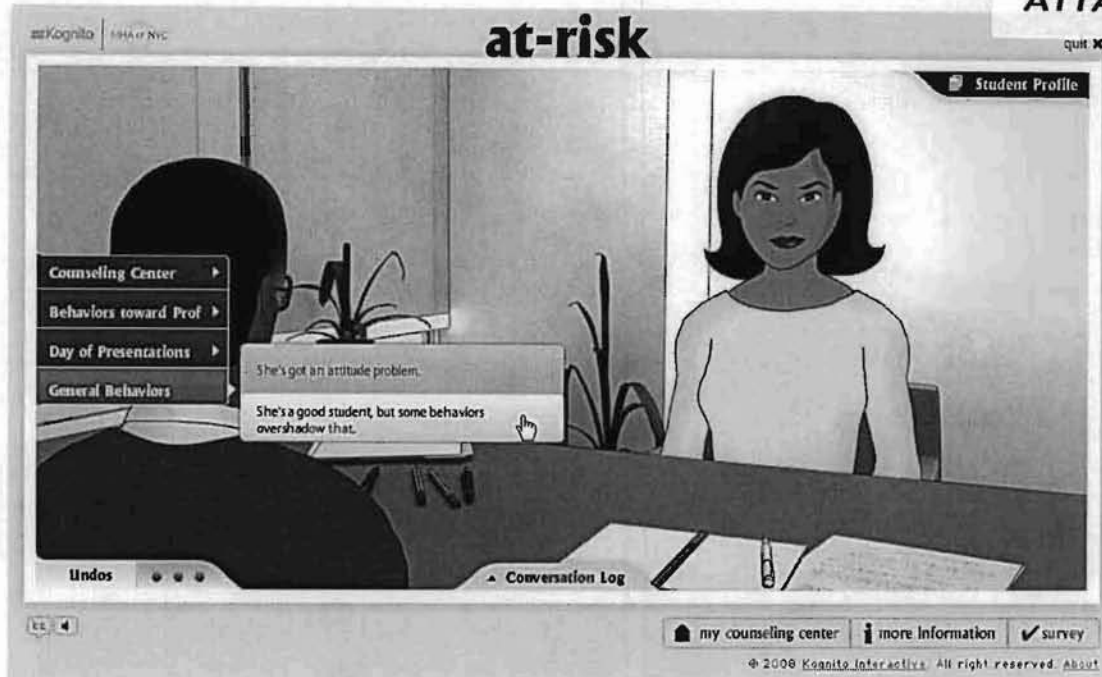 ATTA
Kognito
MHA of NYC
at-risk
quit x
Student Profile
Counseling Center
Behaviors toward Prof
Day of Presentations
General Behaviors
She's got an attitude problem.
She's a good student, but some behaviors
overshadow that.
Undos
Conversation Log
cc
my counseling center
more Information
survey
© 2008 Kognito Interactive. All right reserved. About